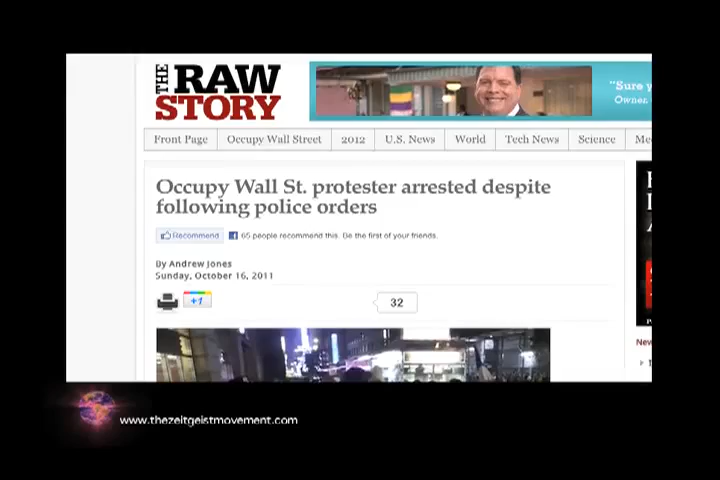 THE RAW STORY
"Sure y
Owner,
Front Page Occupy Wall Street 2012 U.S. News World Tech News Science Me
Occupy Wall St. protester arrested despite
following police orders
Recommend 65 people recommend this. Be the first of your friends.
By Andrew Jones
Sunday, October 16, 2011
+1 32
New
www.thezeitgeistmovement.com